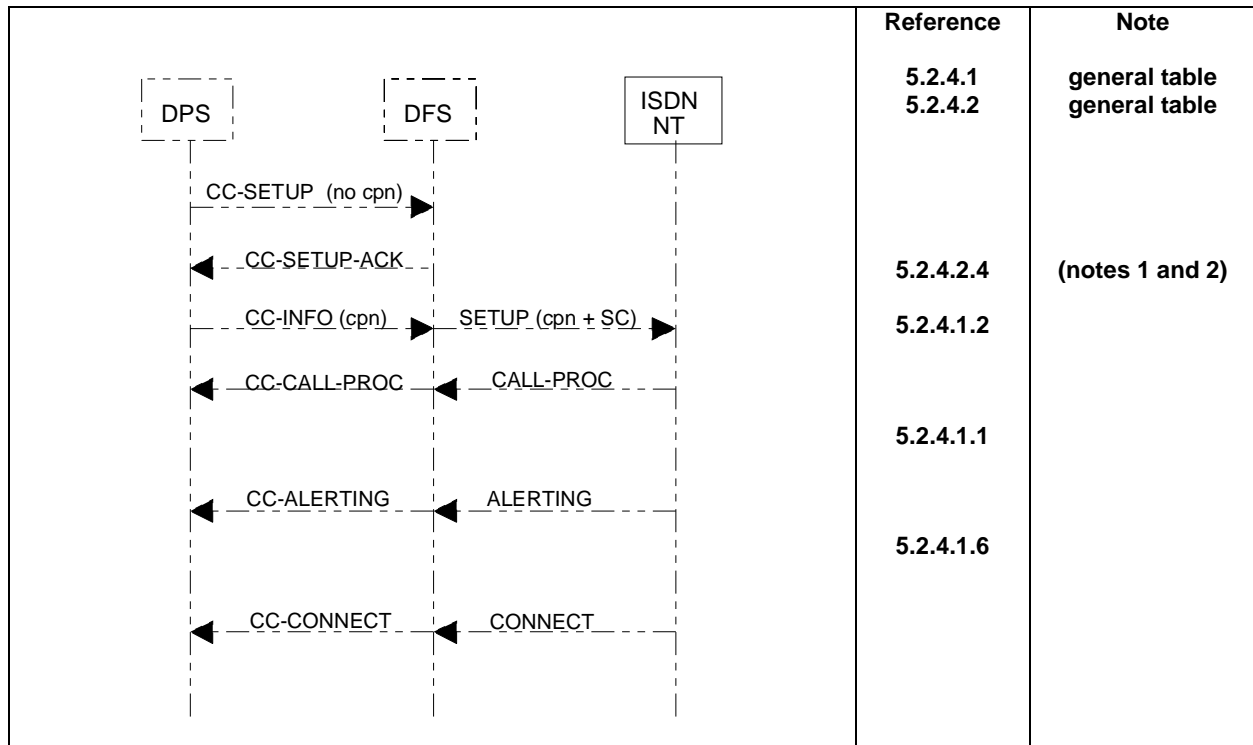 Reference Note
5.2.4.1 general table
5.2.4.2 general table
DPS DFS ISDN
NT
CC-SETUP (no cpn)
CC-SETUP-ACK 5.2.4.2.4 (notes 1 and 2)
CC-INFO (cpn) SETUP (cpn + SC) 5.2.4.1.2
CC-CALL-PROC CALL-PROC
5.2.4.1.1
CC-ALERTING ALERTING
5.2.4.1.6
CC-CONNECT CONNECT